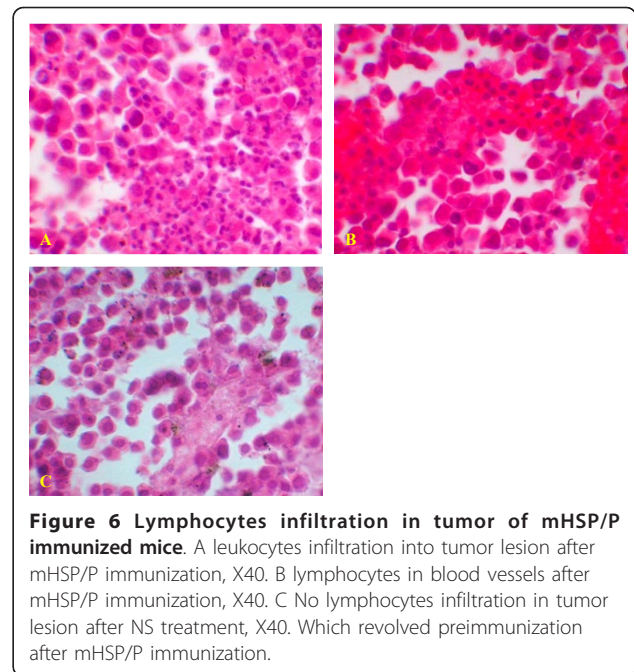 A
B
C
Figure 6 Lymphocytes infiltration in tumor of mHSP/P
immunized mice. A leukocytes infiltration into tumor lesion after
mHSP/P immunization, X40. B lymphocytes in blood vessels after
mHSP/P immunization, X40. C No lymphocytes infiltration in tumor
lesion after NS treatment, X40. Which revolved preimmunization
after mHSP/P immunization.